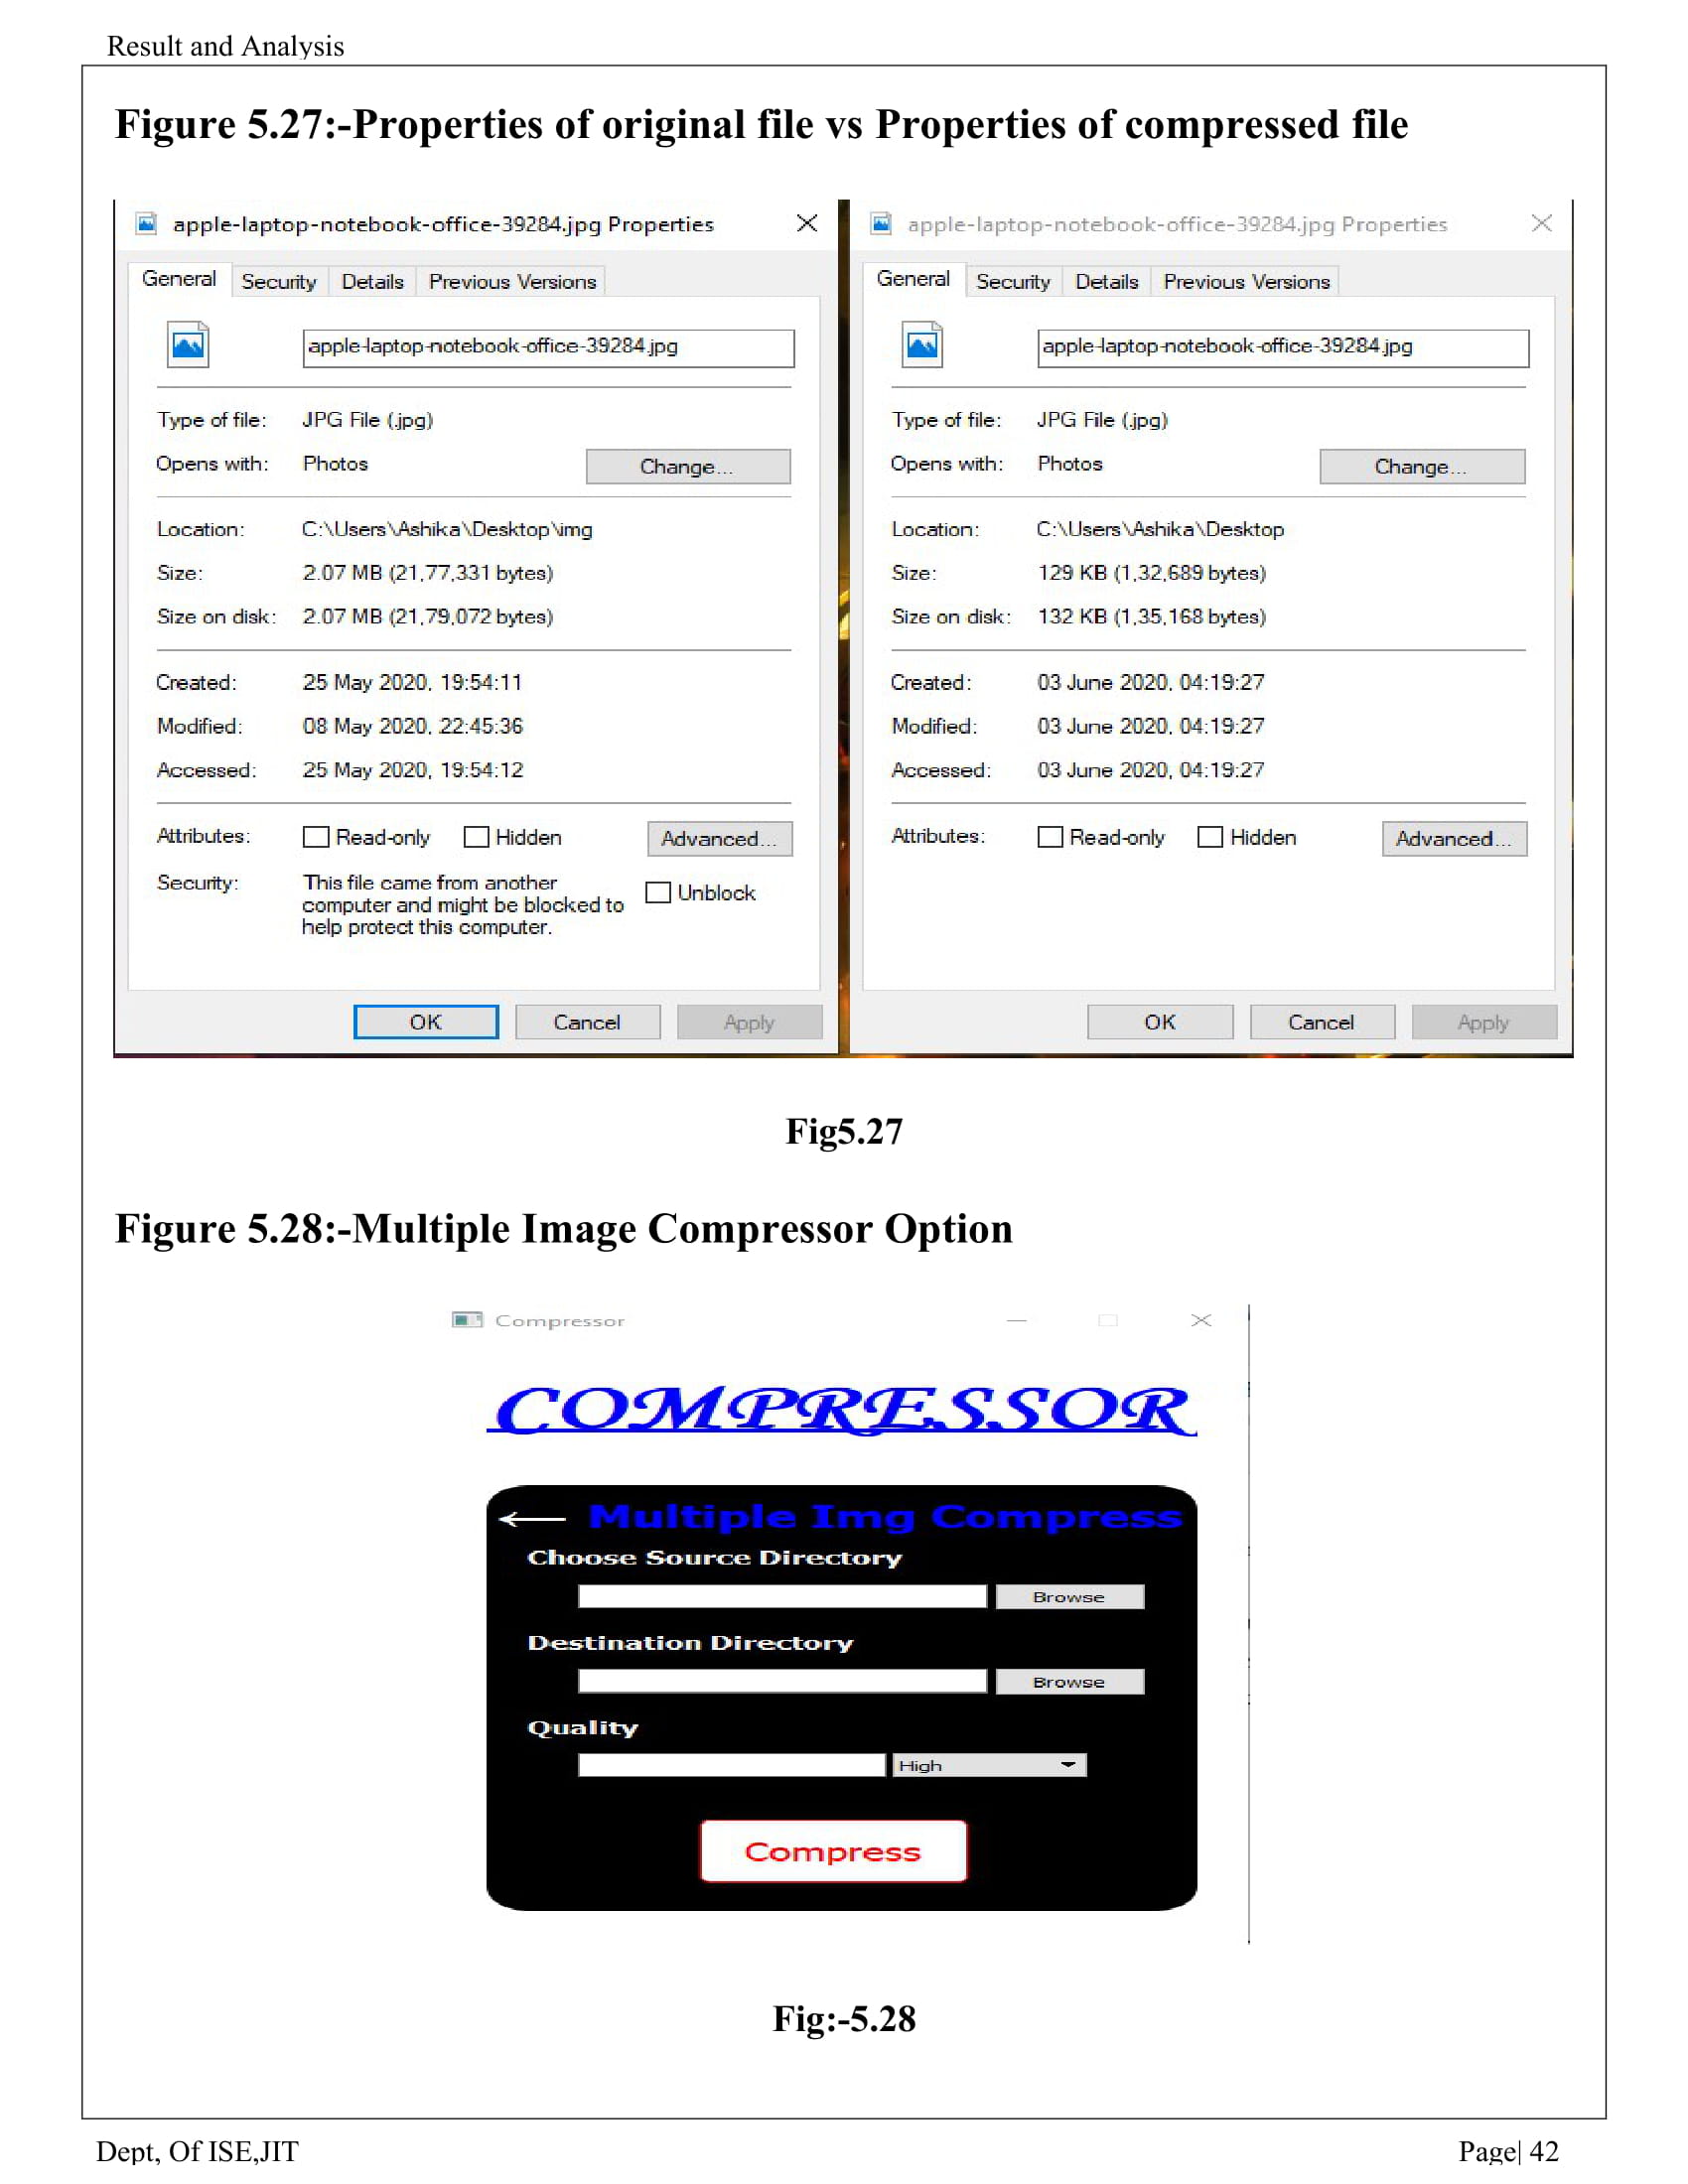 Result and Analysis
Figure 5.27:-Properties of original file vs Properties of compressed file
apple-laptop-notebook-office-39284.jpg Properties
General Security Details Previous Versions
apple-laptop-notebook-office-39284.jpg
Type of file: JPG File (.jpg)
Opens with: Photos Change...
Location: C:\Users\Ashika\Desktop\img
Size: 2.07 MB (21,77,331 bytes)
Size on disk: 2.07 MB (21,79,072 bytes)
Created: 25 May 2020, 19:54:11
Modified: 08 May 2020, 22:45:36
Accessed: 25 May 2020, 19:54:12
Attributes: Read-only Hidden Advanced...
Security: This file came from another
computer and might be blocked to
help protect this computer.
Unblock
OK Cancel Apply
apple-laptop-notebook-office-39284.jpg Properties
General Security Details Previous Versions
apple-laptop-notebook-office-39284.jpg
Type of file: JPG File (.jpg)
Opens with: Photos Change...
Location: C:\Users\Ashika\Desktop
Size: 129 KB (1,32,689 bytes)
Size on disk: 132 KB (1,35,168 bytes)
Created: 03 June 2020, 04:19:27
Modified: 03 June 2020, 04:19:27
Accessed: 03 June 2020, 04:19:27
Attributes: Read-only Hidden Advanced...
OK Cancel Apply
Fig5.27
Figure 5.28:-Multiple Image Compressor Option
Compressor
COMPRESSOR
Multiple Img Compress
Choose Source Directory
Browse
Destination Directory
Browse
Quality
High
Compress
Fig:-5.28
Dept, Of ISE,JIT Page| 42